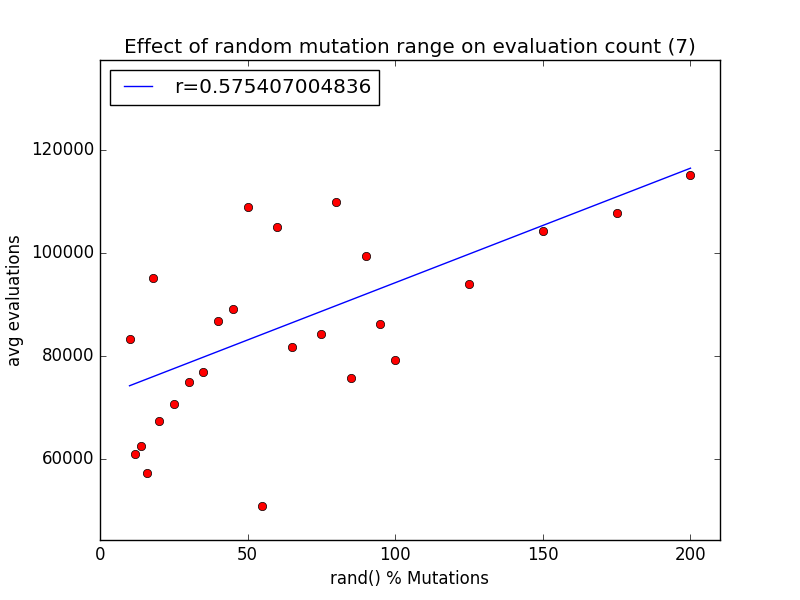 Effect of random mutation range on evaluation count (7)
r=0.575407004836
120000
100000
80000
60000
avg evaluations
0 50 100 150 200
rand() % Mutations